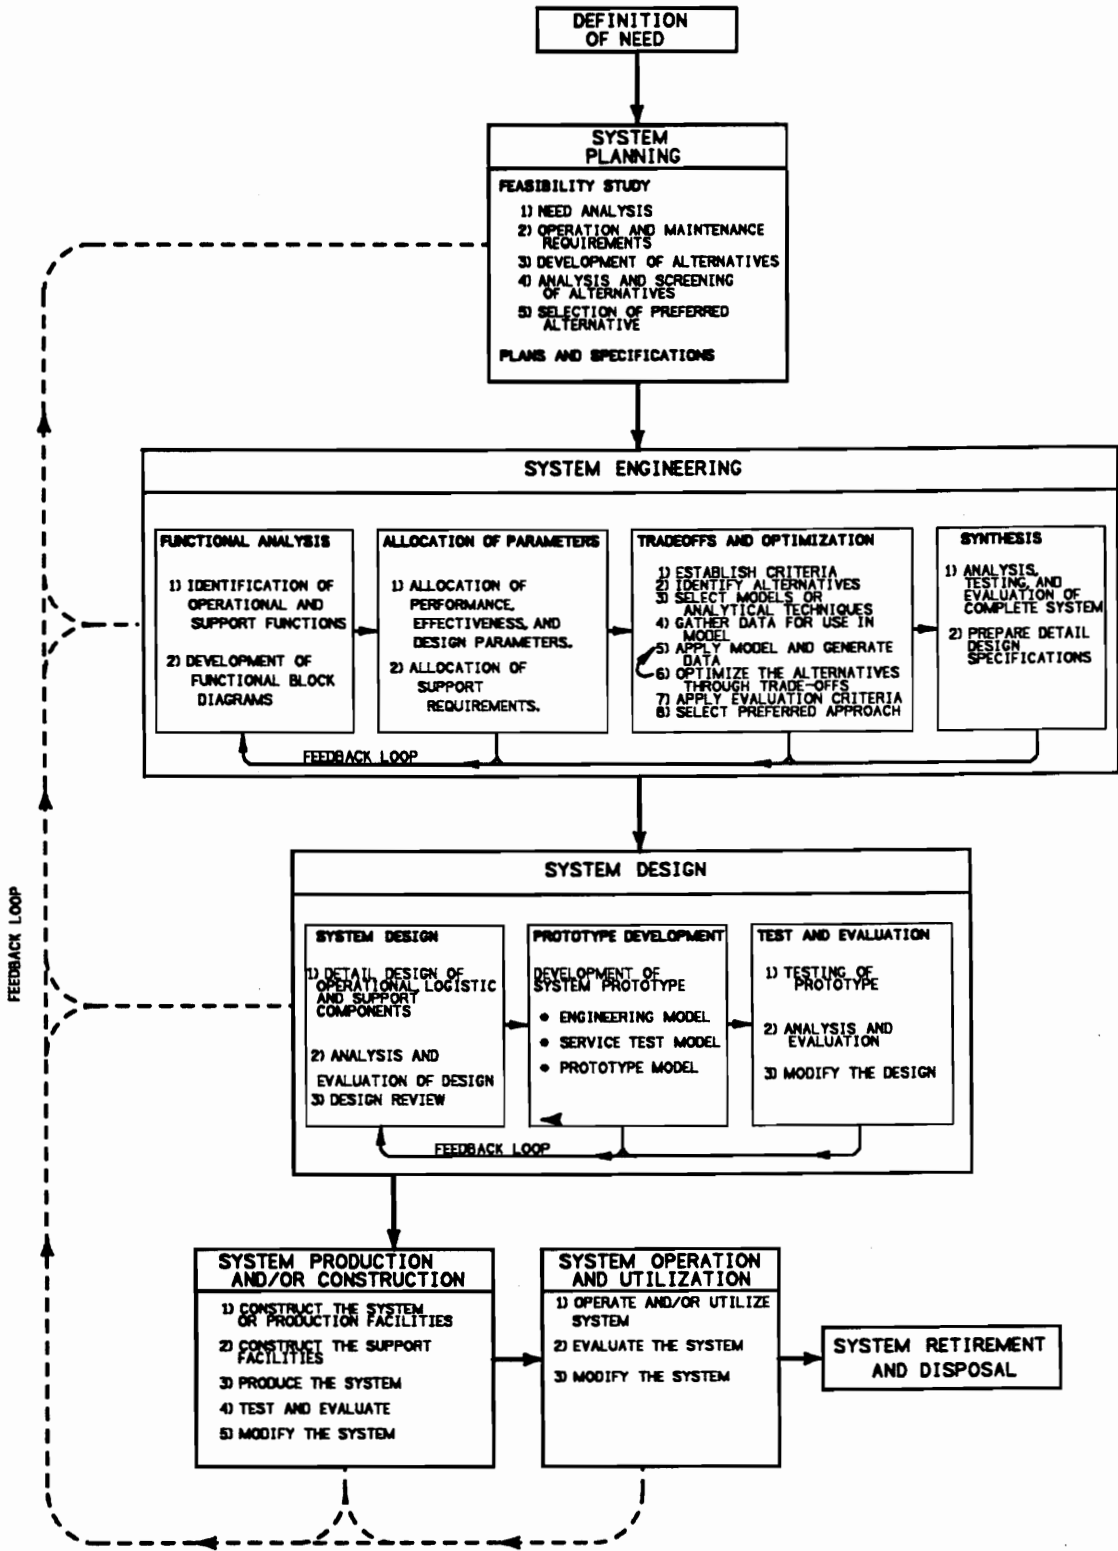 DEFINITION
OF NEED
SYSTEM
PLANNING
FEASIBILITY STUDY
1) NEED ANALYSIS
2) OPERATION AND MAINTENANCE
REQUIREMENTS
3) DEVELOPMENT OF ALTERNATIVES
4) ANALYSIS AND SCREENING
OF ALTERNATIVES
5) SELECTION OF PREFERRED
ALTERNATIVE
PLANS AND SPECIFICATIONS
SYSTEM ENGINEERING
FUNCTIONAL ANALYSIS
1) IDENTIFICATION OF
OPERATIONAL AND
SUPPORT FUNCTIONS
2) DEVELOPMENT OF
FUNCTIONAL BLOCK
DIAGRAMS
ALLOCATION OF PARAMETERS
1) ALLOCATION OF
PERFORMANCE,
EFFECTIVENESS, AND
DESIGN PARAMETERS.
2) ALLOCATION OF
SUPPORT
REQUIREMENTS.
TRADEOFFS AND OPTIMIZATION
1) ESTABLISH CRITERIA
2) IDENTIFY ALTERNATIVES
3) SELECT MODELS OR
ANALYTICAL TECHNIQUES
4) GATHER DATA FOR USE IN
MODEL
5) APPLY MODEL AND GENERATE
DATA
6) OPTIMIZE THE ALTERNATIVES
THROUGH TRADE-OFFS
7) APPLY EVALUATION CRITERIA
8) SELECT PREFERRED APPROACH
SYNTHESIS
1) ANALYSIS,
TESTING, AND
EVALUATION OF
COMPLETE SYSTEM
2) PREPARE DETAIL
DESIGN
SPECIFICATIONS
FEEDBACK LOOP
FEEDBACK LOOP
SYSTEM DESIGN
SYSTEM DESIGN
1) DETAIL DESIGN OF
OPERATIONAL, LOGISTIC
AND SUPPORT
COMPONENTS
2) ANALYSIS AND
EVALUATION OF DESIGN
3) DESIGN REVIEW
PROTOTYPE DEVELOPMENT
DEVELOPMENT OF
SYSTEM PROTOTYPE
• ENGINEERING MODEL
• SERVICE TEST MODEL
• PROTOTYPE MODEL
TEST AND EVALUATION
1) TESTING OF
PROTOTYPE
2) ANALYSIS AND
EVALUATION
3) MODIFY THE DESIGN
FEEDBACK LOOP
SYSTEM PRODUCTION
AND/OR CONSTRUCTION
1) CONSTRUCT THE SYSTEM
OR PRODUCTION FACILITIES
2) CONSTRUCT THE SUPPORT
FACILITIES
3) PRODUCE THE SYSTEM
4) TEST AND EVALUATE
5) MODIFY THE SYSTEM
SYSTEM OPERATION
AND UTILIZATION
1) OPERATE AND/OR UTILIZE
SYSTEM
2) EVALUATE THE SYSTEM
3) MODIFY THE SYSTEM
SYSTEM RETIREMENT
AND DISPOSAL